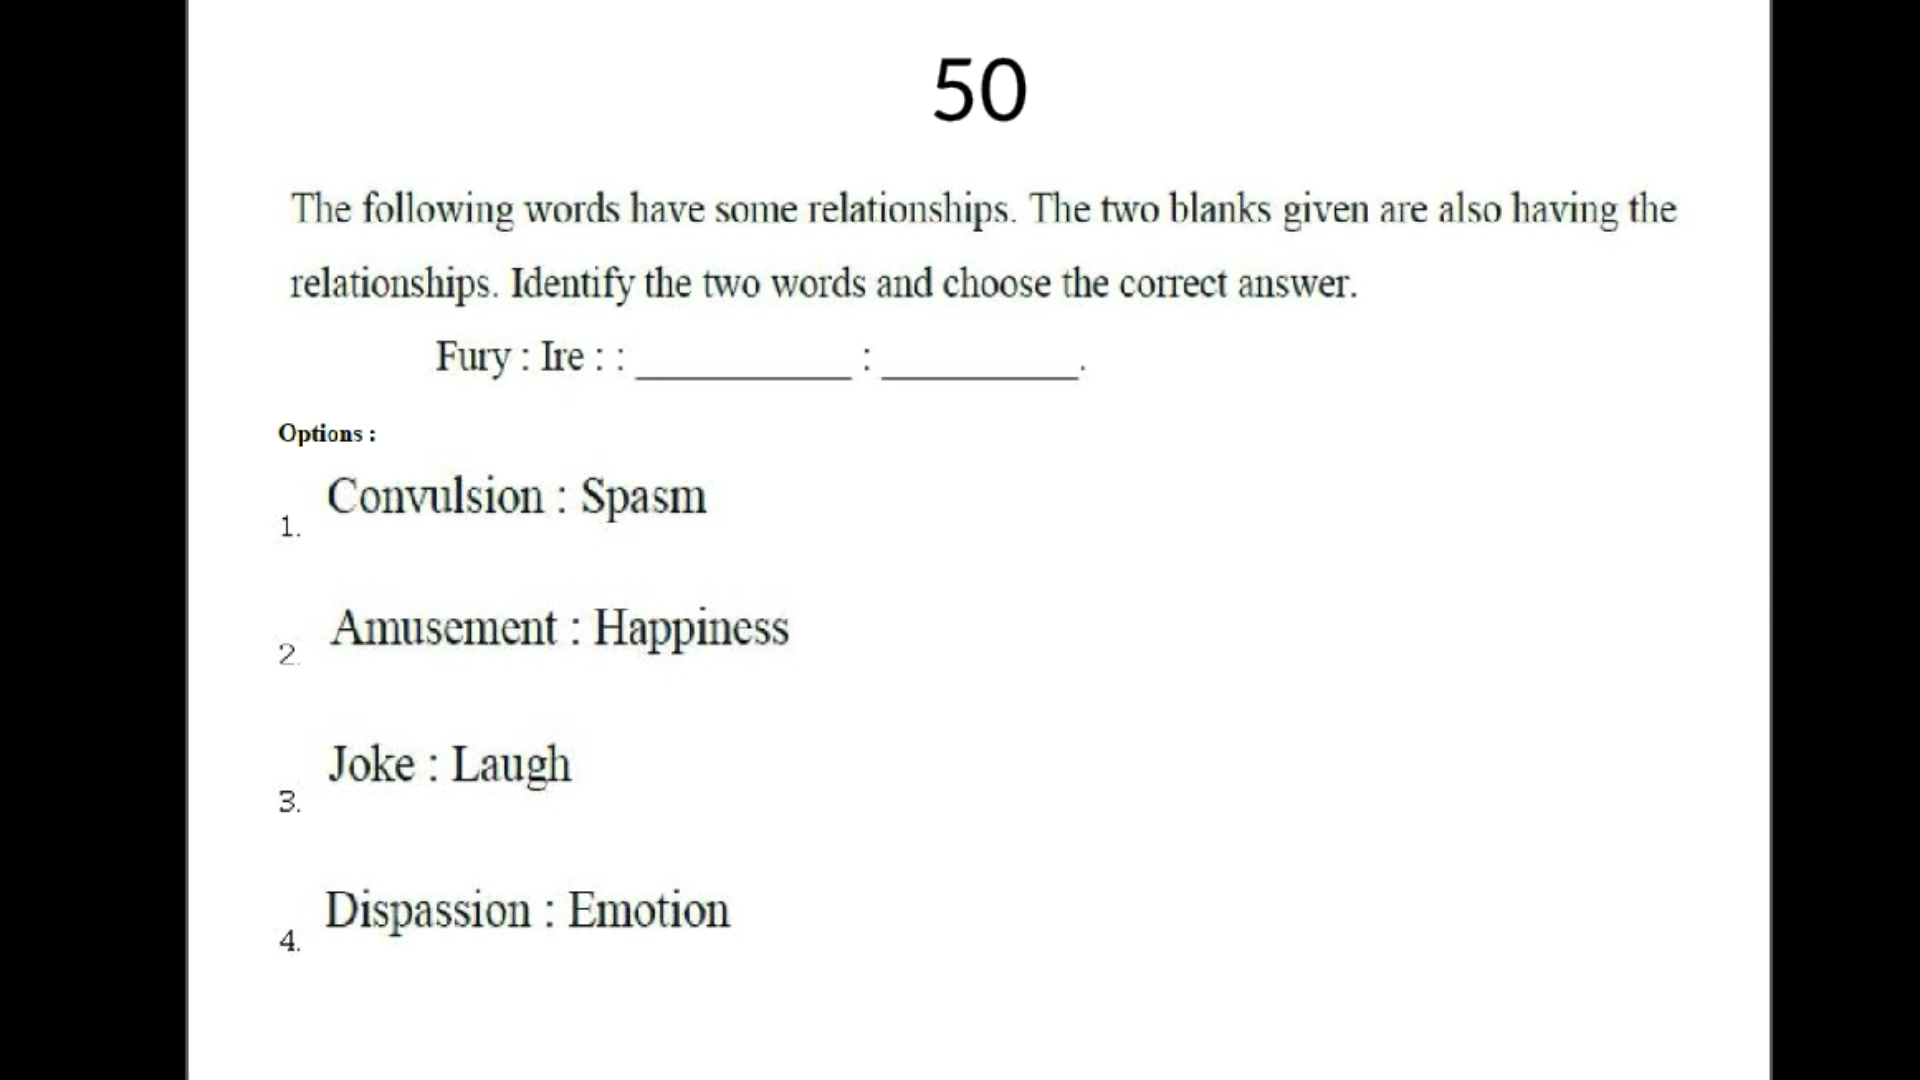 50
The following words have some relationships. The two blanks given are also having the
relationships. Identify the two words and choose the correct answer.
Fury : Ire : : __________ : _________.
Options :
1. Convulsion : Spasm
2. Amusement : Happiness
3. Joke : Laugh
4. Dispassion : Emotion